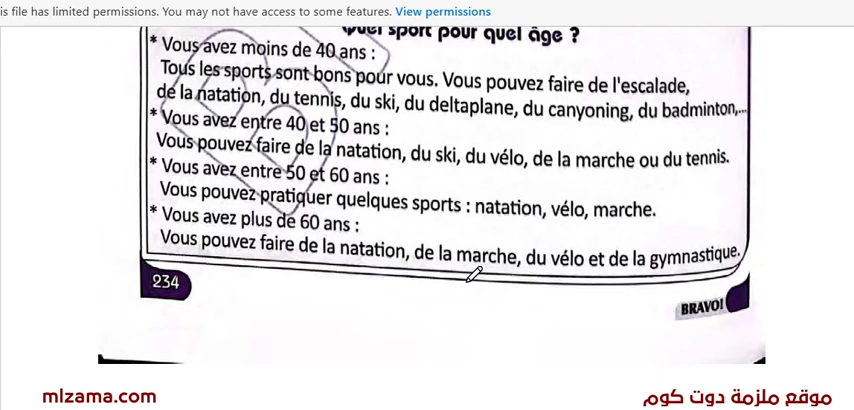 is file has limited permissions. You may not have access to some features. View permissions
Quel sport pour quel âge ?
* Vous avez moins de 40 ans :
Tous les sports sont bons pour vous. Vous pouvez faire de l'escalade,
de la natation, du tennis, du ski, du deltaplane, du canyoning, du badminton,...
* Vous avez entre 40 et 50 ans :
Vous pouvez faire de la natation, du ski, du vélo, de la marche ou du tennis.
* Vous avez entre 50 et 60 ans :
Vous pouvez pratiquer quelques sports : natation, vélo, marche.
* Vous avez plus de 60 ans :
Vous pouvez faire de la natation, de la marche, du vélo et de la gymnastique.
234
BRAVO!
mlzama.com
موقع ملزمة دوت كوم